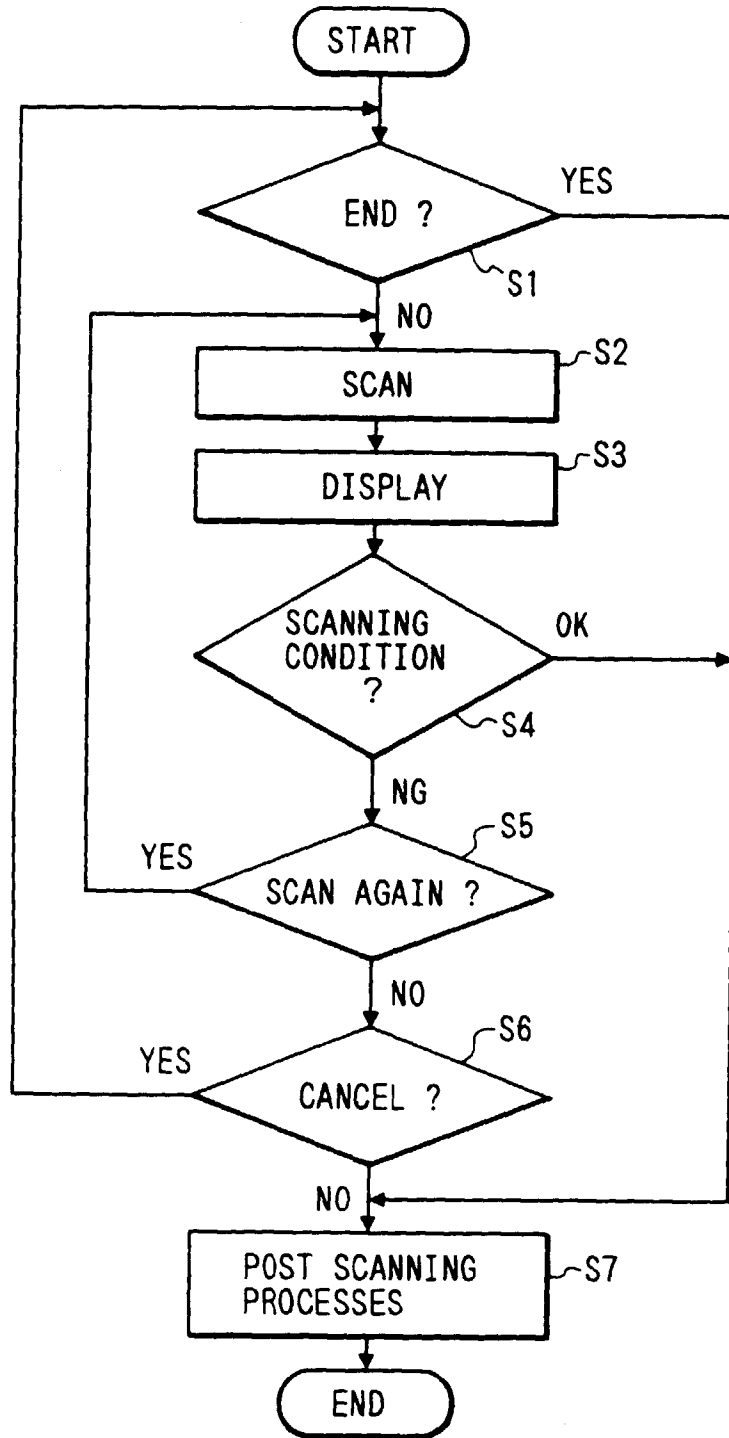 START
END ?
YES
S1
NO
SCAN
S2
DISPLAY
S3
SCANNING
CONDITION
?
OK
S4
NG
SCAN AGAIN ?
S5
YES
NO
CANCEL ?
S6
YES
NO
POST SCANNING
PROCESSES
S7
END